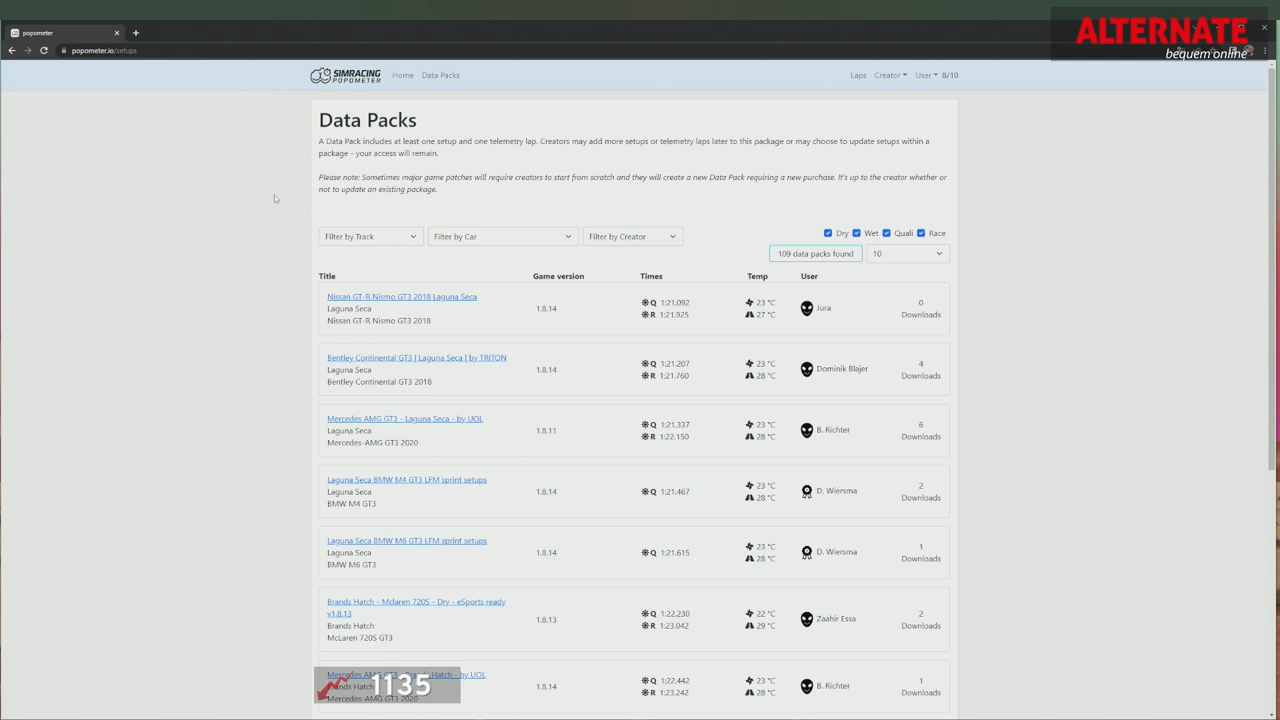 popometer
ALTERNATE
bequem online
popometer.io/setups
SIMRACING
POPOMETER
Home
Data Packs
Laps
Creator
User
8/10
Data Packs
A Data Pack includes at least one setup and one telemetry lap. Creators may add more setups or telemetry laps later to this package or may choose to update setups within a
package - your access will remain.
Please note: Sometimes major game patches will require creators to start from scratch and they will create a new Data Pack requiring a new purchase. It's up to the creator whether or
not to update an existing package.
Filter by Track
Filter by Car
Filter by Creator
Dry Wet Quali Race
109 data packs found
10
Title Game version Times Temp User
Nissan GT-R Nismo GT3 2018 Laguna Seca
Laguna Seca
Nissan GT-R Nismo GT3 2018
1.8.14
Q 1:21.092
R 1:21.925
23 °C
27 °C
Jura
0
Downloads
Bentley Continental GT3 | Laguna Seca | by TRITON
Laguna Seca
Bentley Continental GT3 2018
1.8.14
Q 1:21.207
R 1:21.760
23 °C
28 °C
Dominik Blajer
4
Downloads
Mercedes AMG GT3 - Laguna Seca - by UOL
Laguna Seca
Mercedes-AMG GT3 2020
1.8.11
Q 1:21.337
R 1:22.150
23 °C
28 °C
B. Richter
6
Downloads
Laguna Seca BMW M4 GT3 LFM sprint setups
Laguna Seca
BMW M4 GT3
1.8.14
Q 1:21.467
23 °C
28 °C
D. Wiersma
2
Downloads
Laguna Seca BMW M6 GT3 LFM sprint setups
Laguna Seca
BMW M6 GT3
1.8.14
Q 1:21.615
23 °C
28 °C
D. Wiersma
1
Downloads
Brands Hatch - Mclaren 720S - Dry - eSports ready
v1.8.13
Brands Hatch
McLaren 720S GT3
1.8.13
Q 1:22.230
R 1:23.042
22 °C
29 °C
Zaahir Essa
2
Downloads
Mercedes AMG GT3 - Brands Hatch - by UOL
Brands Hatch
Mercedes-AMG GT3 2020
1.8.14
Q 1:22.442
R 1:23.242
23 °C
28 °C
B. Richter
1
Downloads
1135